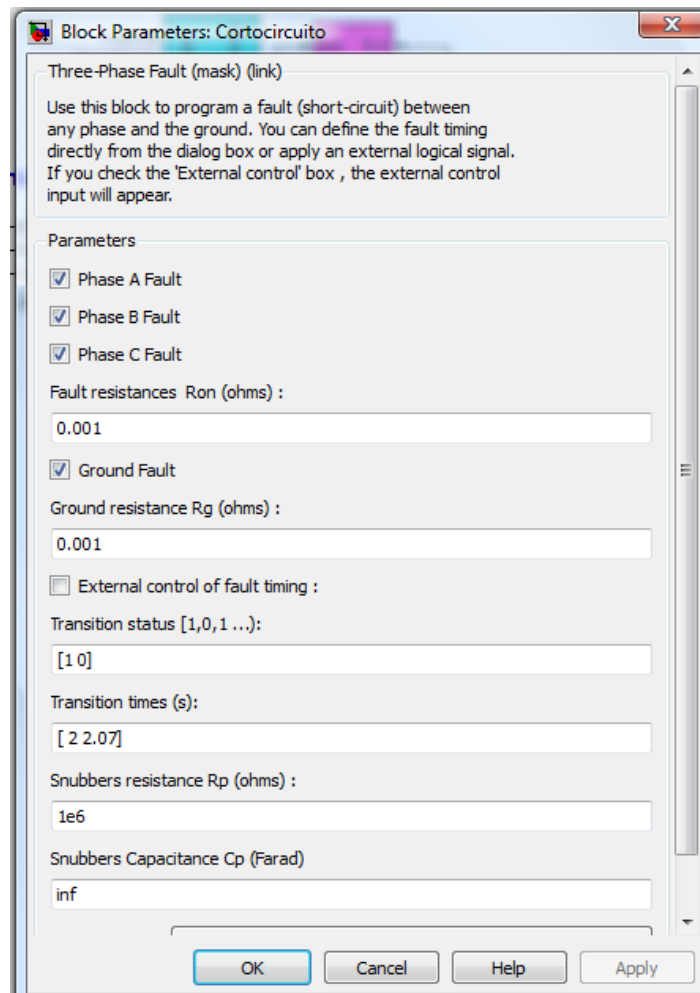 Block Parameters: Cortocircuito
Three-Phase Fault (mask) (link)
Use this block to program a fault (short-circuit) between
any phase and the ground. You can define the fault timing
directly from the dialog box or apply an external logical signal.
If you check the 'External control' box , the external control
input will appear.
Parameters
Phase A Fault
Phase B Fault
Phase C Fault
Fault resistances Ron (ohms) :
0.001
Ground Fault
Ground resistance Rg (ohms) :
0.001
External control of fault timing :
Transition status [1,0,1 ...):
[1 0]
Transition times (s):
[ 2 2.07]
Snubbers resistance Rp (ohms) :
1e6
Snubbers Capacitance Cp (Farad)
inf
OK Cancel Help Apply